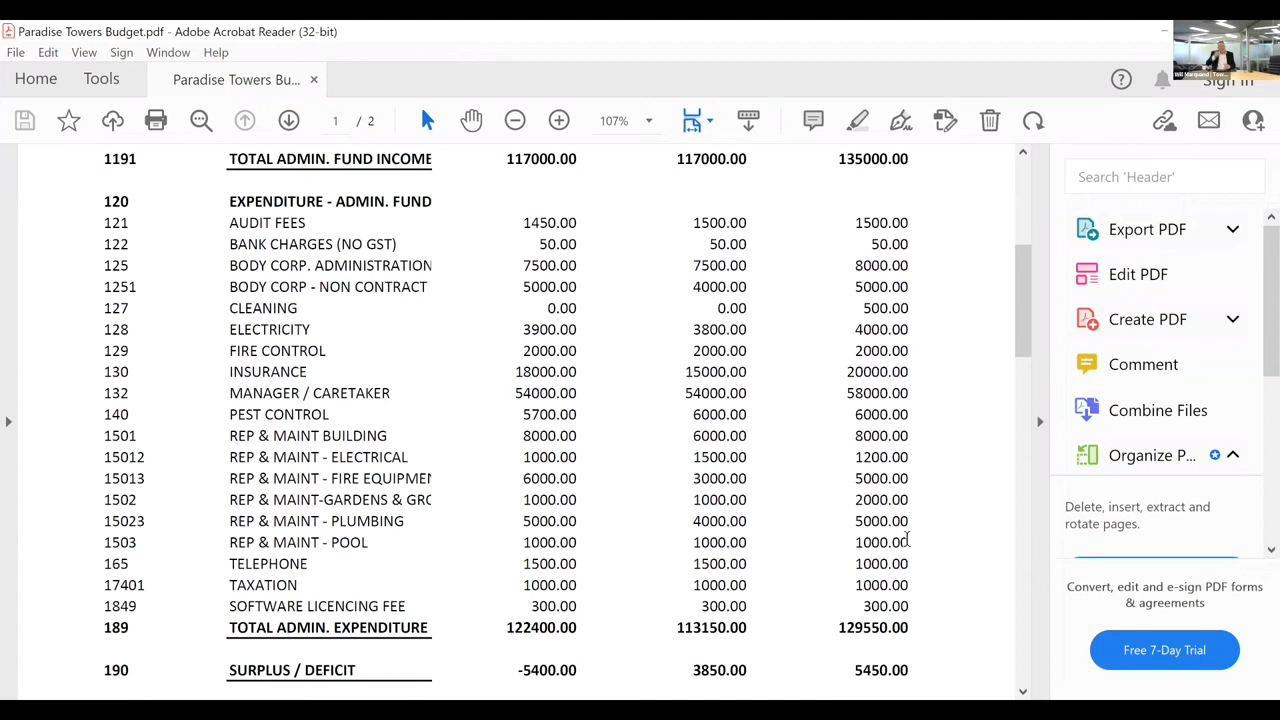 Paradise Towers Budget.pdf - Adobe Acrobat Reader (32-bit)
File Edit View Sign Window Help
Home Tools Paradise Towers Bu... ×
Sign In
1 / 2 107%
1191 TOTAL ADMIN. FUND INCOME 117000.00 117000.00 135000.00
120 EXPENDITURE - ADMIN. FUND
121 AUDIT FEES 1450.00 1500.00 1500.00
122 BANK CHARGES (NO GST) 50.00 50.00 50.00
125 BODY CORP. ADMINISTRATION 7500.00 7500.00 8000.00
1251 BODY CORP - NON CONTRACT 5000.00 4000.00 5000.00
127 CLEANING 0.00 0.00 500.00
128 ELECTRICITY 3900.00 3800.00 4000.00
129 FIRE CONTROL 2000.00 2000.00 2000.00
130 INSURANCE 18000.00 15000.00 20000.00
132 MANAGER / CARETAKER 54000.00 54000.00 58000.00
140 PEST CONTROL 5700.00 6000.00 6000.00
1501 REP & MAINT BUILDING 8000.00 6000.00 8000.00
15012 REP & MAINT - ELECTRICAL 1000.00 1500.00 1200.00
15013 REP & MAINT - FIRE EQUIPMEN 6000.00 3000.00 5000.00
1502 REP & MAINT-GARDENS & GRO 1000.00 1000.00 2000.00
15023 REP & MAINT - PLUMBING 5000.00 4000.00 5000.00
1503 REP & MAINT - POOL 1000.00 1000.00 1000.00
165 TELEPHONE 1500.00 1500.00 1000.00
17401 TAXATION 1000.00 1000.00 1000.00
1849 SOFTWARE LICENCING FEE 300.00 300.00 300.00
189 TOTAL ADMIN. EXPENDITURE 122400.00 113150.00 129550.00
190 SURPLUS / DEFICIT -5400.00 3850.00 5450.00
Search 'Header'
Export PDF
Edit PDF
Create PDF
Comment
Combine Files
Organize P...
Delete, insert, extract and
rotate pages.
Convert, edit and e-sign PDF forms
& agreements
Free 7-Day Trial